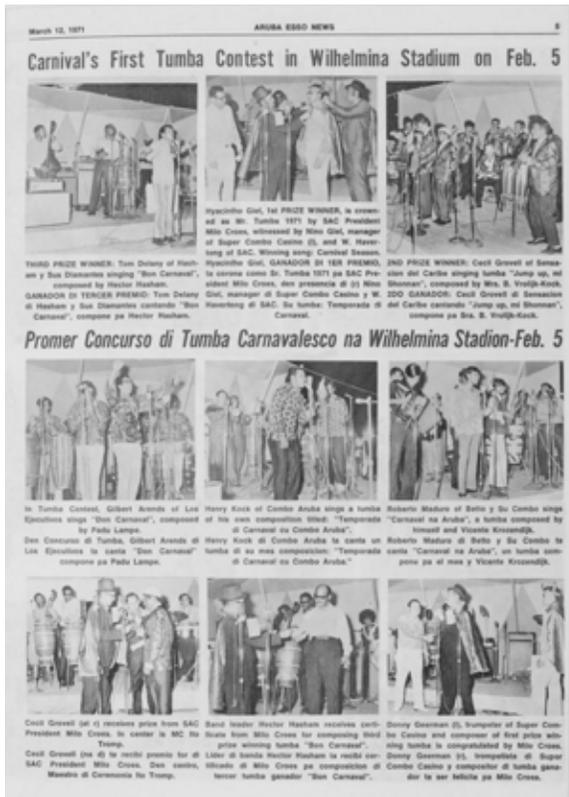 March 12, 1971
ARUBA ESSO NEWS
5
Carnival's First Tumba Contest in Wilhelmina Stadium on Feb. 5
THIRD PRIZE WINNER: Tom Delany of Hash-
am y Sus Diamantes singing "Bon Carnaval",
composed by Hector Hasham.
GANADOR DI TERCER PREMIO: Tom Delany
di Hasham y Sus Diamantes cantando "Bon
Carnaval", compone pa Hector Hasham.
Hyacintho Giel, 1st PRIZE WINNER, is crown-
ed as Mr. Tumba 1971 by SAC President
Milo Croes, witnessed by Nino Giel, manager
of Super Combo Casino (l), and W. Haver-
tong of SAC. Winning song: Carnival Season.
Hyacintho Giel, GANADOR DI 1ER PREMIO,
ta corona como Sr. Tumba 1971 pa SAC Pre-
sident Milo Croes, den presencia di (r) Nino
Giel, manager di Super Combo Casino y W.
Havertong di SAC. Su tumba: Temporada di
Carnaval.
2ND PRIZE WINNER: Cecil Grovell of Sensa-
cion del Caribe singing tumba "Jump up, mi
Shonnan", composed by Mrs. B. Vrolijk-Kock.
2DO GANADOR: Cecil Grovell di Sensacion
del Caribe cantando "Jump up, mi Shonnan",
compone pa Sra. B. Vrolijk-Kock.
Promer Concurso di Tumba Carnavalesco na Wilhelmina Stadion-Feb. 5
In Tumba Contest, Gilbert Arends of Los
Ejecutivos sings "Don Carnaval", composed
by Padu Lampe.
Den Concurso di Tumba, Gilbert Arends di
Los Ejecutivos ta canta "Don Carnaval"
compone pa Padu Lampe.
Henry Kock of Combo Aruba sings a tumba
of his own composition titled: "Temporada
di Carnaval cu Combo Aruba".
Henry Kock di Combo Aruba ta canta un
tumba di su mes composicion: "Temporada
di Carnaval cu Combo Aruba."
Roberto Maduro of Betto y Su Combo sings
"Carnaval na Aruba", a tumba composed by
himself and Vicente Krozendijk.
Roberto Maduro di Betto y Su Combo ta
canta "Carnaval na Aruba", un tumba com-
pone pa el mes y Vicente Krozendijk.
Cecil Grovell (at r) receives prize from SAC
President Milo Croes. In center is MC Ito
Tromp.
Cecil Grovell (na d) ta recibi premio for di
SAC President Milo Croes. Den centro,
Maestro di Ceremonia Ito Tromp.
Band leader Hector Hasham receives certi-
ficate from Milo Croes for composing third
prize winning tumba "Bon Carnaval".
Lider di banda Hector Hasham ta recibi cer-
tificado di Milo Croes pa composicion di
tercer tumba ganador "Bon Carnaval".
Donny Geerman (l), trumpeter of Super Com-
bo Casino and composer of first prize win-
ning tumba is congratulated by Milo Croes.
Donny Geerman (r), trompetista di Super
Combo Casino y compositor di tumba gana-
dor ta ser felicita pa Milo Croes.